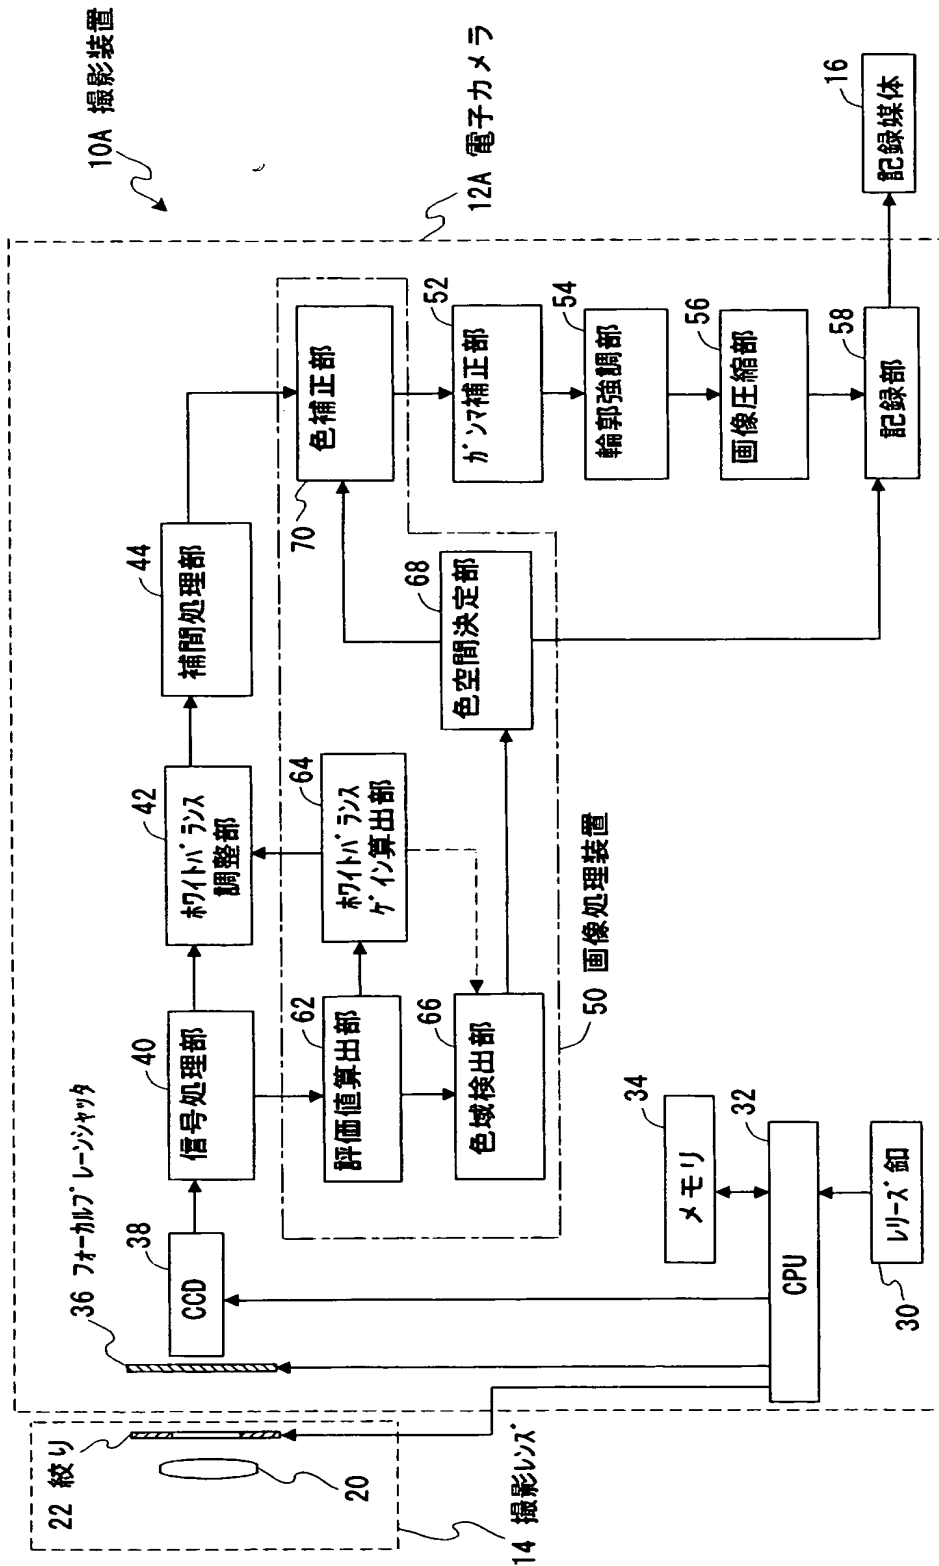 10A 撮影装置
12A 電子カメラ
36 フォーカルプレーンシャッタ
38
CCD
40
信号処理部
42
ホワイトバランス
調整部
44
補間処理部
62
評価値算出部
64
ホワイトバランス
ゲイン算出部
66
色域検出部
68
色空間決定部
70
色補正部
50 画像処理装置
52
ガンマ補正部
54
輪郭強調部
56
画像圧縮部
58
記録部
16
記録媒体
22 絞り
20
14 撮影レンズ
34
メモリ
32
CPU
30
レリーズ釦